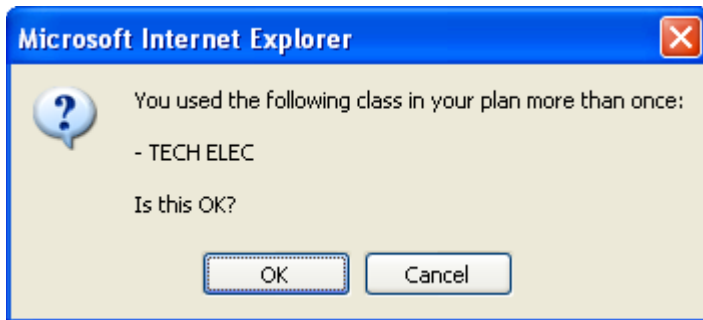 Microsoft Internet Explorer
You used the following class in your plan more than once:
- TECH ELEC
Is this OK?
OK
Cancel